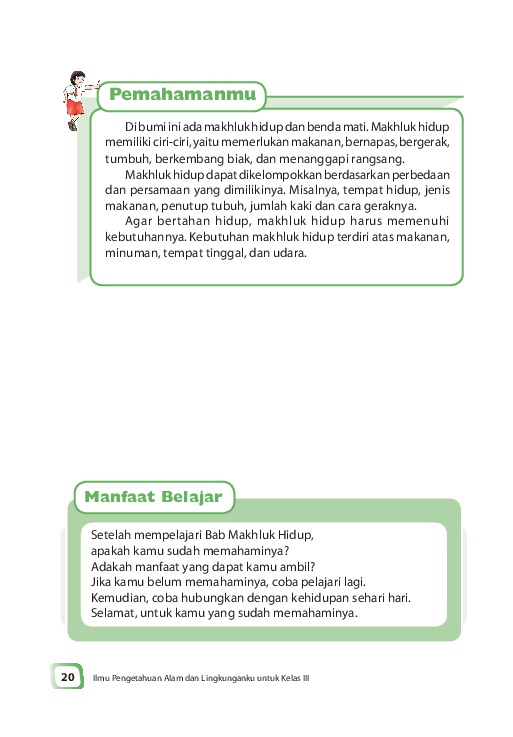 Pemahamanmu
Di bumi ini ada makhluk hidup dan benda mati. Makhluk hidup
memiliki ciri-ciri, yaitu memerlukan makanan, bernapas, bergerak,
tumbuh, berkembang biak, dan menanggapi rangsang.
Makhluk hidup dapat dikelompokkan berdasarkan perbedaan
dan persamaan yang dimilikinya. Misalnya, tempat hidup, jenis
makanan, penutup tubuh, jumlah kaki dan cara geraknya.
Agar bertahan hidup, makhluk hidup harus memenuhi
kebutuhannya. Kebutuhan makhluk hidup terdiri atas makanan,
minuman, tempat tinggal, dan udara.
Manfaat Belajar
Setelah mempelajari Bab Makhluk Hidup,
apakah kamu sudah memahaminya?
Adakah manfaat yang dapat kamu ambil?
Jika kamu belum memahaminya, coba pelajari lagi.
Kemudian, coba hubungkan dengan kehidupan sehari hari.
Selamat, untuk kamu yang sudah memahaminya.
20 Ilmu Pengetahuan Alam dan Lingkunganku untuk Kelas III